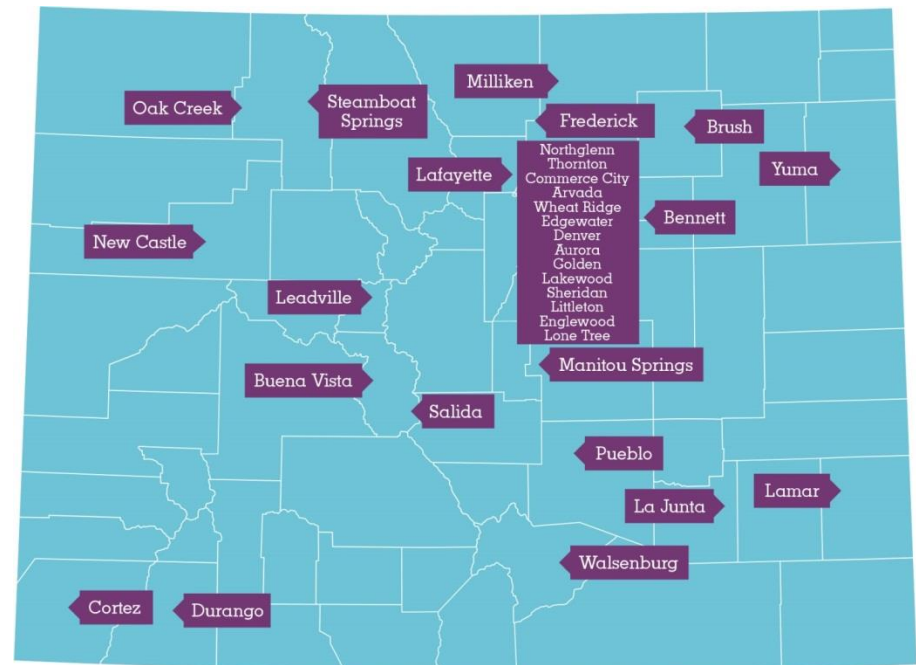 Milliken
Oak Creek
Steamboat
Springs
Frederick
Brush
Northglenn
Thornton
Commerce City
Arvada
Wheat Ridge
Edgewater
Denver
Aurora
Golden
Lakewood
Sheridan
Littleton
Englewood
Lone Tree
Lafayette
Yuma
Bennett
New Castle
Leadville
Manitou Springs
Buena Vista
Salida
Pueblo
Lamar
La Junta
Walsenburg
Cortez
Durango